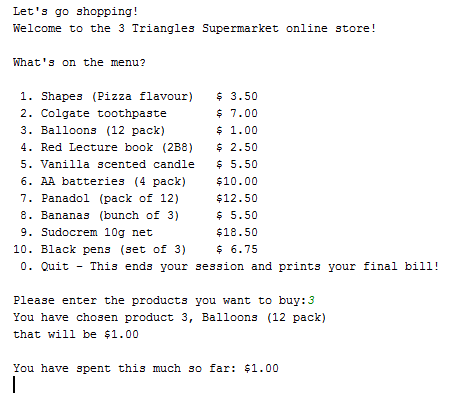 Let's go shopping!
Welcome to the 3 Triangles Supermarket online store!
What's on the menu?
1. Shapes (Pizza flavour) $ 3.50
2. Colgate toothpaste $ 7.00
3. Balloons (12 pack) $ 1.00
4. Red Lecture book (2B8) $ 2.50
5. Vanilla scented candle $ 5.50
6. AA batteries (4 pack) $10.00
7. Panadol (pack of 12) $12.50
8. Bananas (bunch of 3) $ 5.50
9. Sudocrem 10g net $18.50
10. Black pens (set of 3) $ 6.75
0. Quit - This ends your session and prints your final bill!
Please enter the products you want to buy:3
You have chosen product 3, Balloons (12 pack)
that will be $1.00
You have spent this much so far: $1.00